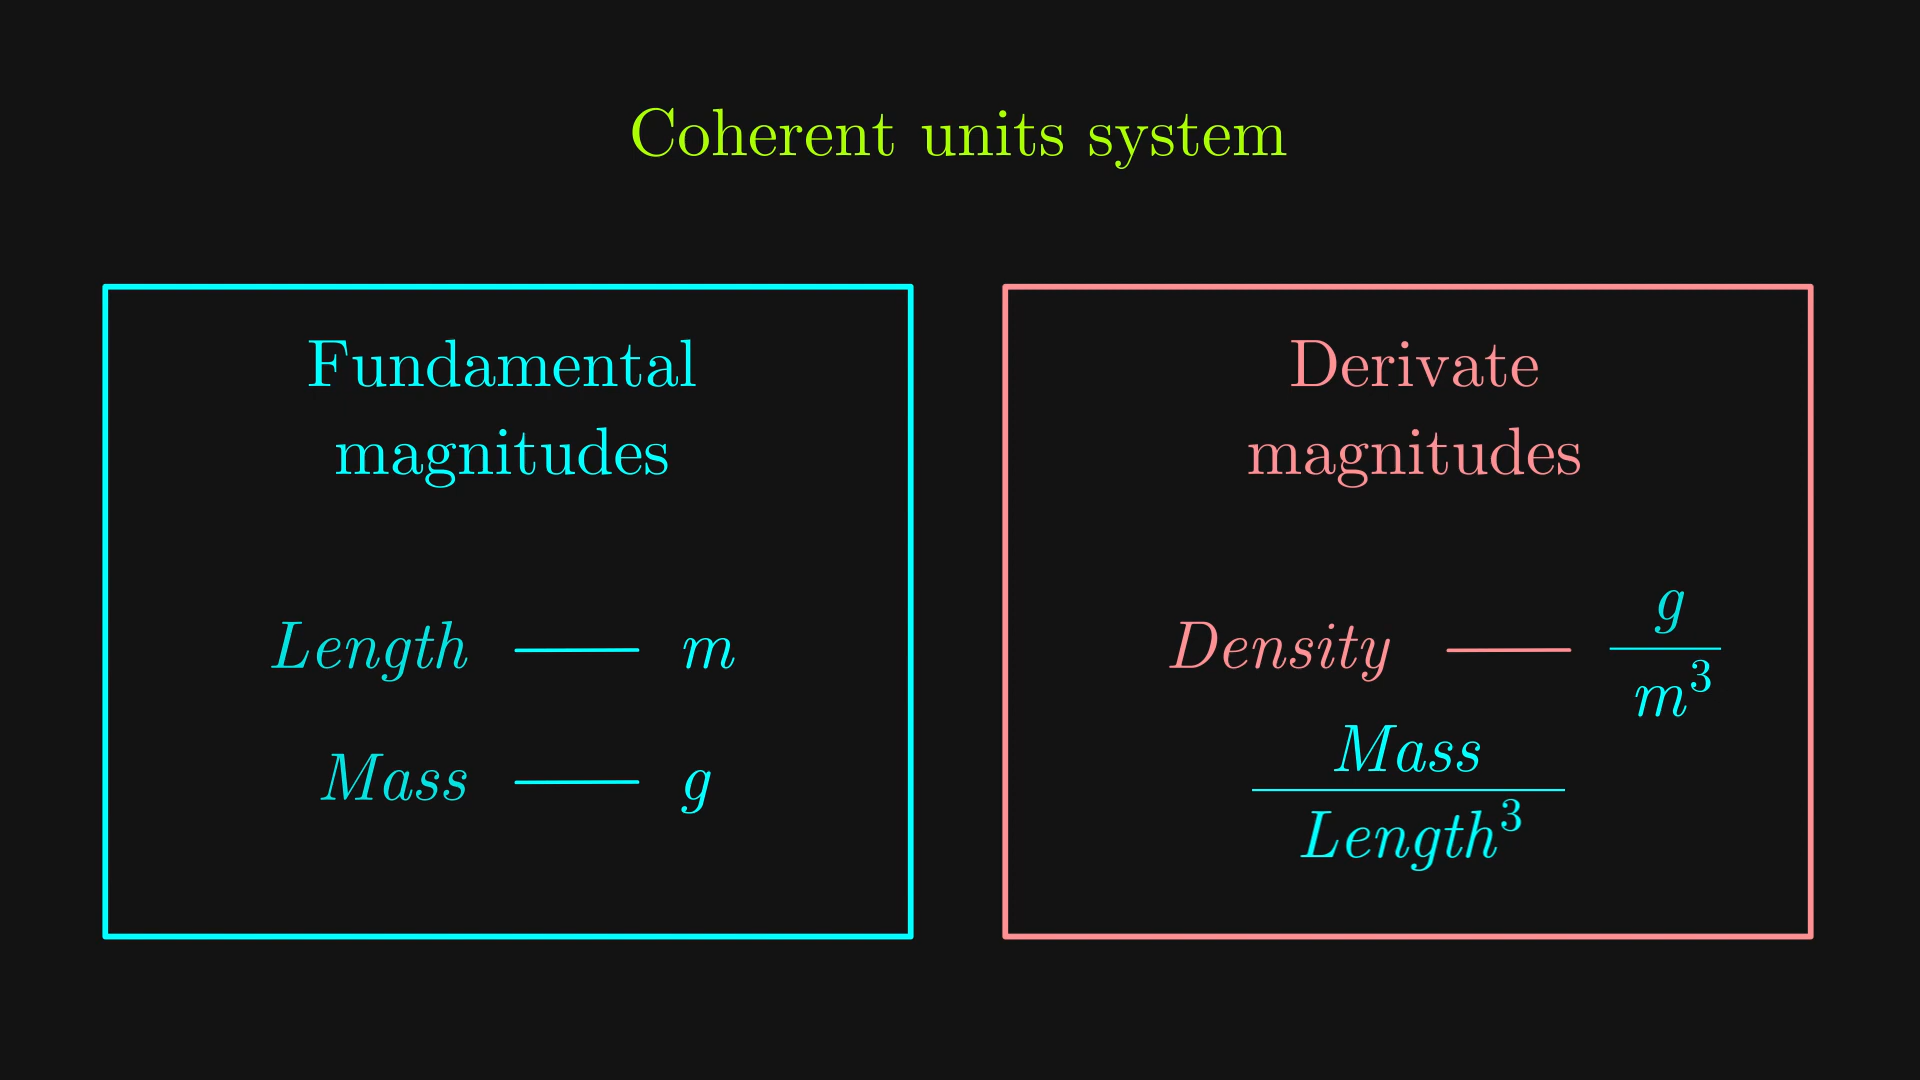 Coherent units system
Fundamental
magnitudes
Length — m
Mass — g
Derivate
magnitudes
Density — g/m³
Mass/Length³